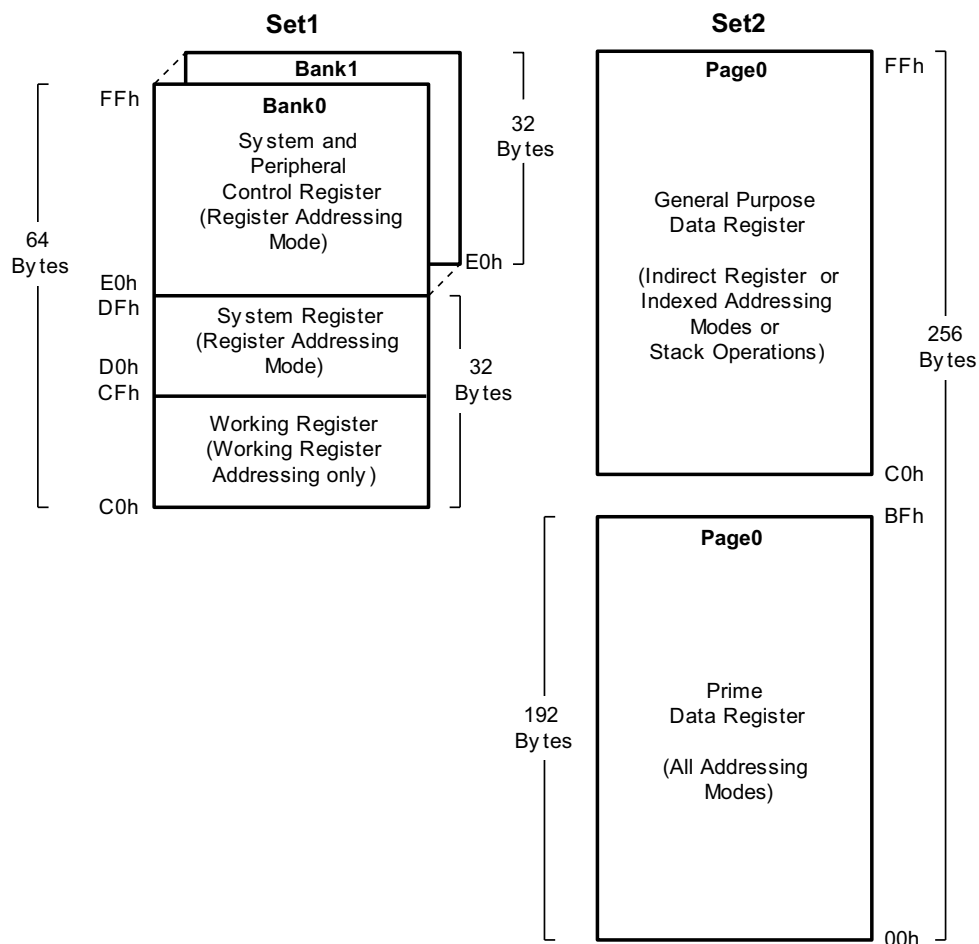 Set1
Bank1
Bank0
System and
Peripheral
Control Register
(Register Addressing
Mode)
FFh
64
Bytes
32
Bytes
E0h
E0h
DFh
System Register
(Register Addressing
Mode)
D0h
CFh
32
Bytes
Working Register
(Working Register
Addressing only)
C0h
Set2
Page0
FFh
General Purpose
Data Register
(Indirect Register or
Indexed Addressing
Modes or
Stack Operations)
256
Bytes
C0h
BFh
Page0
192
Bytes
Prime
Data Register
(All Addressing
Modes)
00h